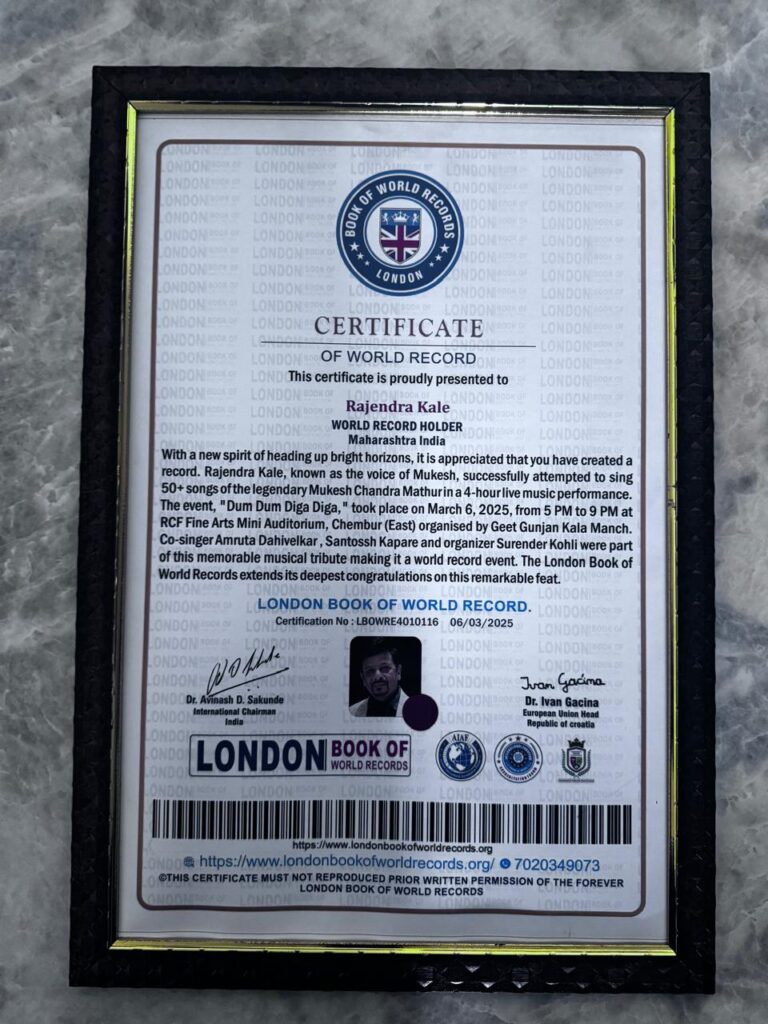 BOOK OF WORLD RECORDS
LONDON
CERTIFICATE
OF WORLD RECORD
This certificate is proudly presented to
Rajendra Kale
WORLD RECORD HOLDER
Maharashtra India
With a new spirit of heading up bright horizons, it is appreciated that you have created a
record. Rajendra Kale, known as the voice of Mukesh, successfully attempted to sing
50+ songs of the legendary Mukesh Chandra Mathur in a 4-hour live music performance.
The event, "Dum Dum Diga Diga," took place on March 6, 2025, from 5 PM to 9 PM at
RCF Fine Arts Mini Auditorium, Chembur (East) organised by Geet Gunjan Kala Manch.
Co-singer Amruta Dahivelkar , Santossh Kapare and organizer Surender Kohli were part
of this memorable musical tribute making it a world record event. The London Book of
World Records extends its deepest congratulations on this remarkable feat.
LONDON BOOK OF WORLD RECORD.
Certification No : LBOWRE4010116 06/03/2025
Ivan Gacina
Dr. Avinash D. Sakunde
International Chairman
India
Dr. Ivan Gacina
European Union Head
Republic of croatia
LONDON BOOK OF
WORLD RECORDS
AIAF
https://www.londonbookofworldrecords.org
https://www.londonbookofworldrecords.org/ 7020349073
©THIS CERTIFICATE MUST NOT REPRODUCED PRIOR WRITTEN PERMISSION OF THE FOREVER
LONDON BOOK OF WORLD RECORDS